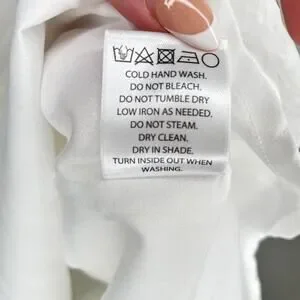 COLD HAND WASH.
DO NOT BLEACH.
DO NOT TUMBLE DRY
LOW IRON AS NEEDED.
DO NOT STEAM.
DRY CLEAN.
DRY IN SHADE.
TURN INSIDE OUT WHEN
WASHING.